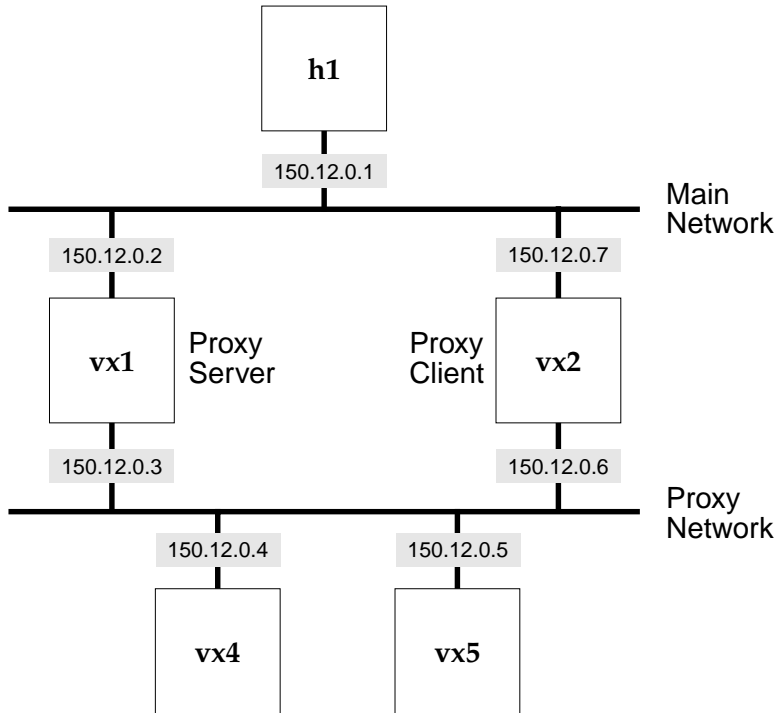 h1
150.12.0.1
Main
Network
150.12.0.2
150.12.0.7
vx1
Proxy
Server
Proxy
Client
vx2
150.12.0.3
150.12.0.6
Proxy
Network
150.12.0.4
150.12.0.5
vx4
vx5